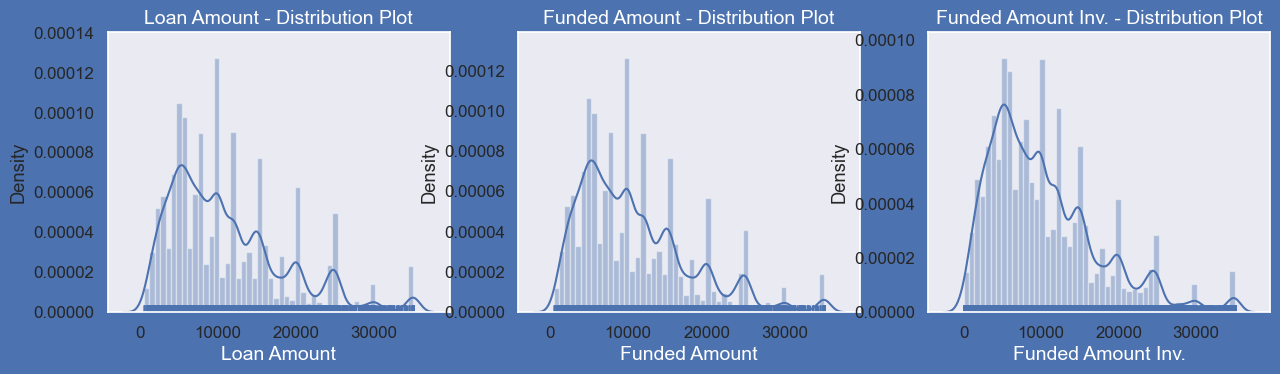 Loan Amount - Distribution Plot
0.00014
0.00012
0.00010
0.00008
0.00006
0.00004
0.00002
0.00000
Density
0 10000 20000 30000
Loan Amount
Funded Amount - Distribution Plot
0.00012
0.00010
0.00008
0.00006
0.00004
0.00002
0.00000
Density
0 10000 20000 30000
Funded Amount
Funded Amount Inv. - Distribution Plot
0.00010
0.00008
0.00006
0.00004
0.00002
0.00000
Density
0 10000 20000 30000
Funded Amount Inv.